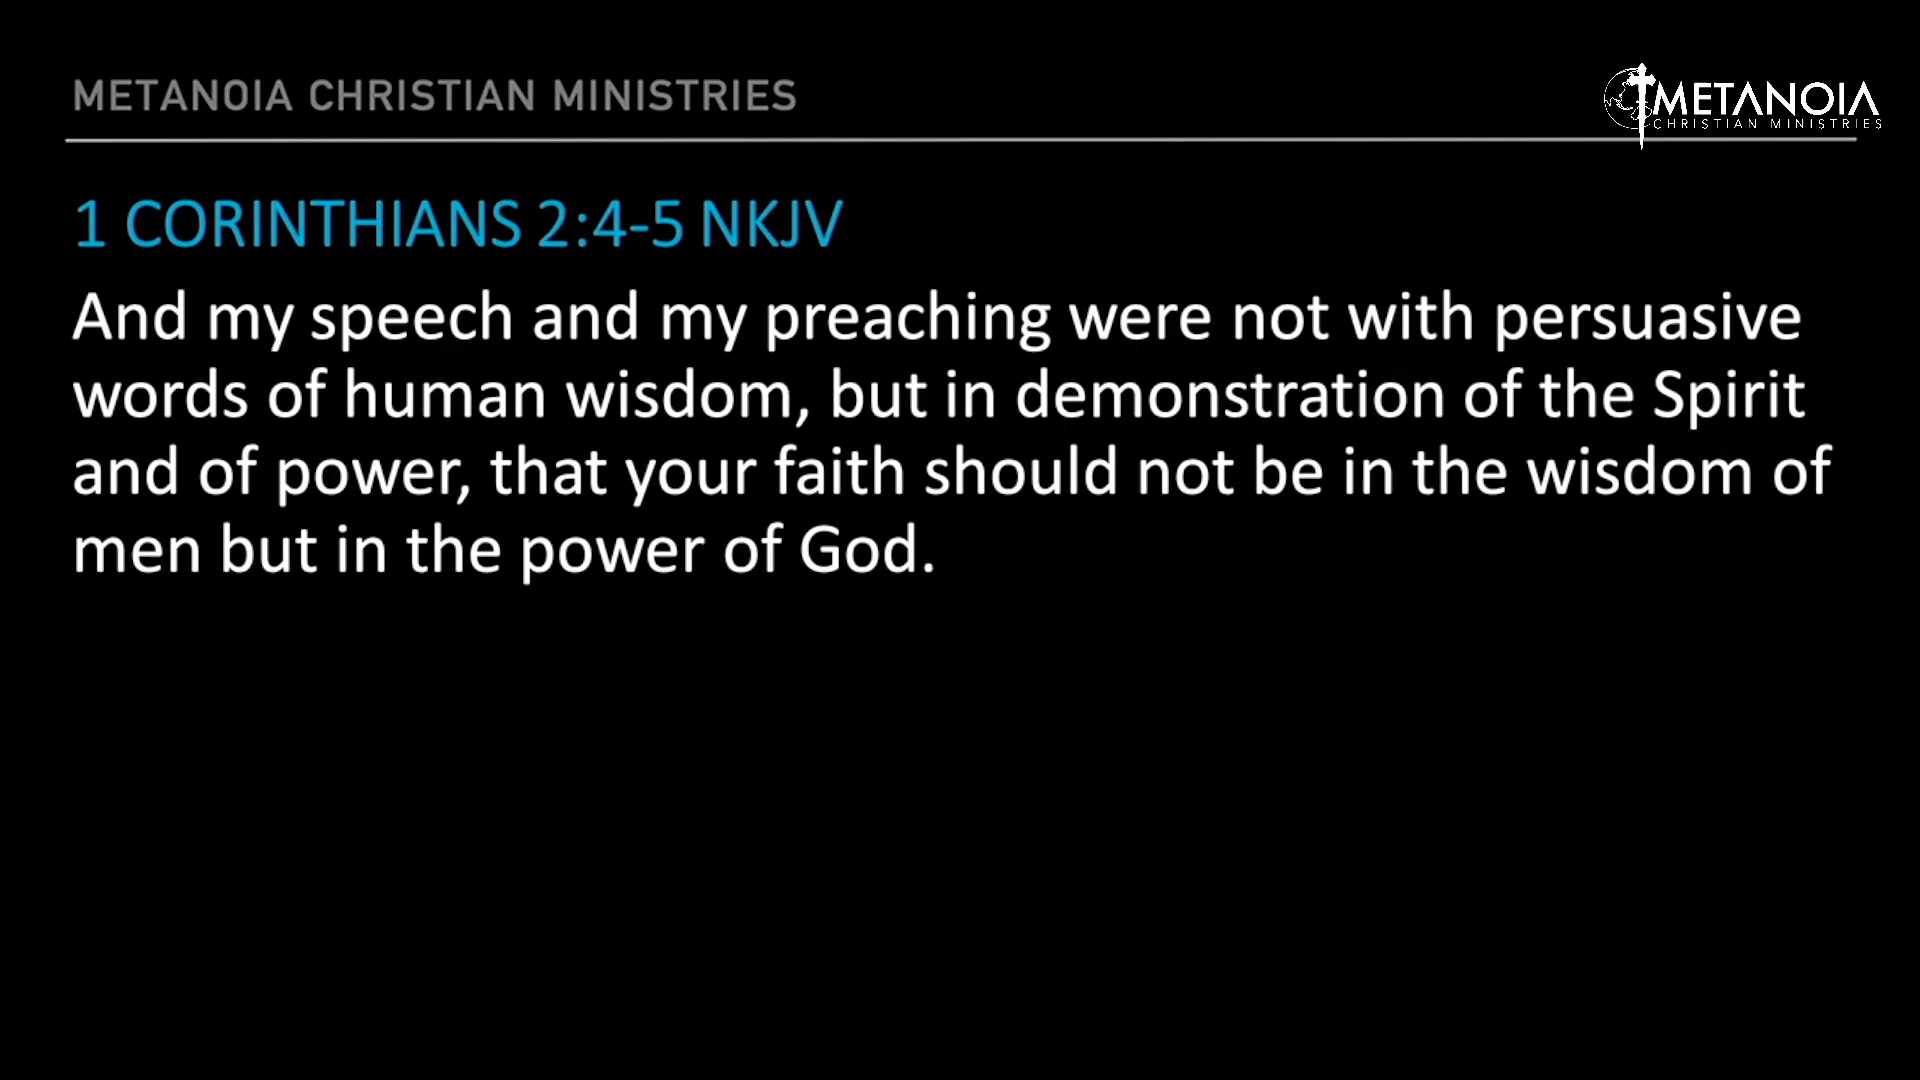 METANOIA CHRISTIAN MINISTRIES
METANOIA
CHRISTIAN MINISTRIES
1 CORINTHIANS 2:4-5 NKJV
And my speech and my preaching were not with persuasive
words of human wisdom, but in demonstration of the Spirit
and of power, that your faith should not be in the wisdom of
men but in the power of God.